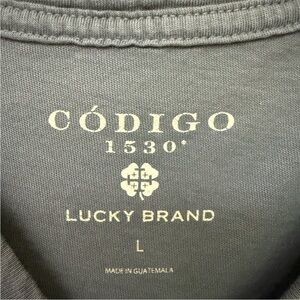 CÓDIGO
1530®
LUCKY BRAND
L
MADE IN GUATEMALA